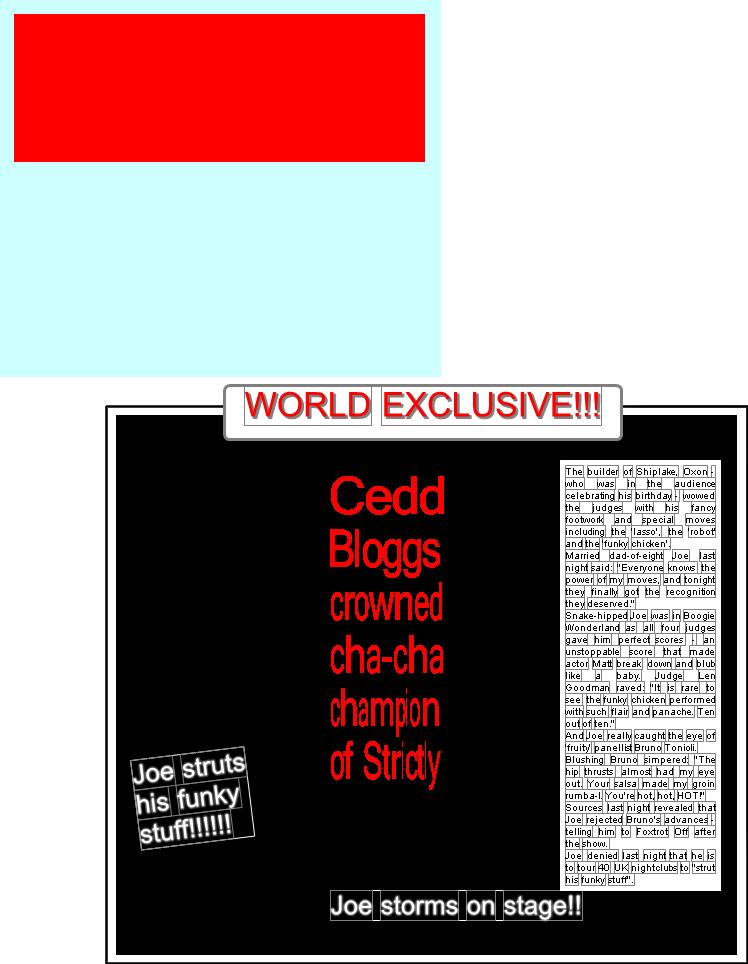 WORLD EXCLUSIVE!!!
Cedd
Bloggs
crowned
cha-cha
champion
of Strictly
Joe struts
his funky
stuff!!!!!!
Joe storms on stage!!
The builder of Shiplake, Oxon -
who was in the audience
celebrating his birthday - wowed
the judges with his fancy
footwork and special moves
including the 'lasso', the 'robot'
and the 'funky chicken'.
Married dad-of-eight Joe last
night said: "Everyone knows the
power of my moves, and tonight
they finally got the recognition
they deserved."
Snake-hipped Joe was in Boogie
Wonderland as all four judges
gave him perfect scores - an
unstoppable score that made
actor Matt break down and blub
like a baby. Judge Len
Goodman raved: "It is rare to
see the funky chicken performed
with such flair and panache. Ten
out of ten."
And Joe really caught the eye of
'fruity' panellist Bruno Tonioli.
Blushing Bruno simpered: "The
hip thrusts almost had my eye
out. Your salsa made my groin
rumba-l. You're hot, hot, HOT!"
Sources last night revealed that
Joe rejected Bruno's advances -
telling him to Foxtrot Off after
the show.
Joe denied last night that he is
to tour 40 UK nightclubs to "strut
his funky stuff".